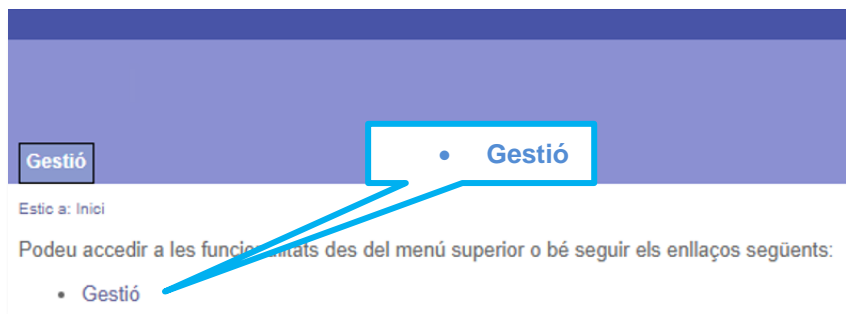 Gestió
• Gestió
Estic a: Inici
Podeu accedir a les funcionalitats des del menú superior o bé seguir els enllaços següents:
• Gestió